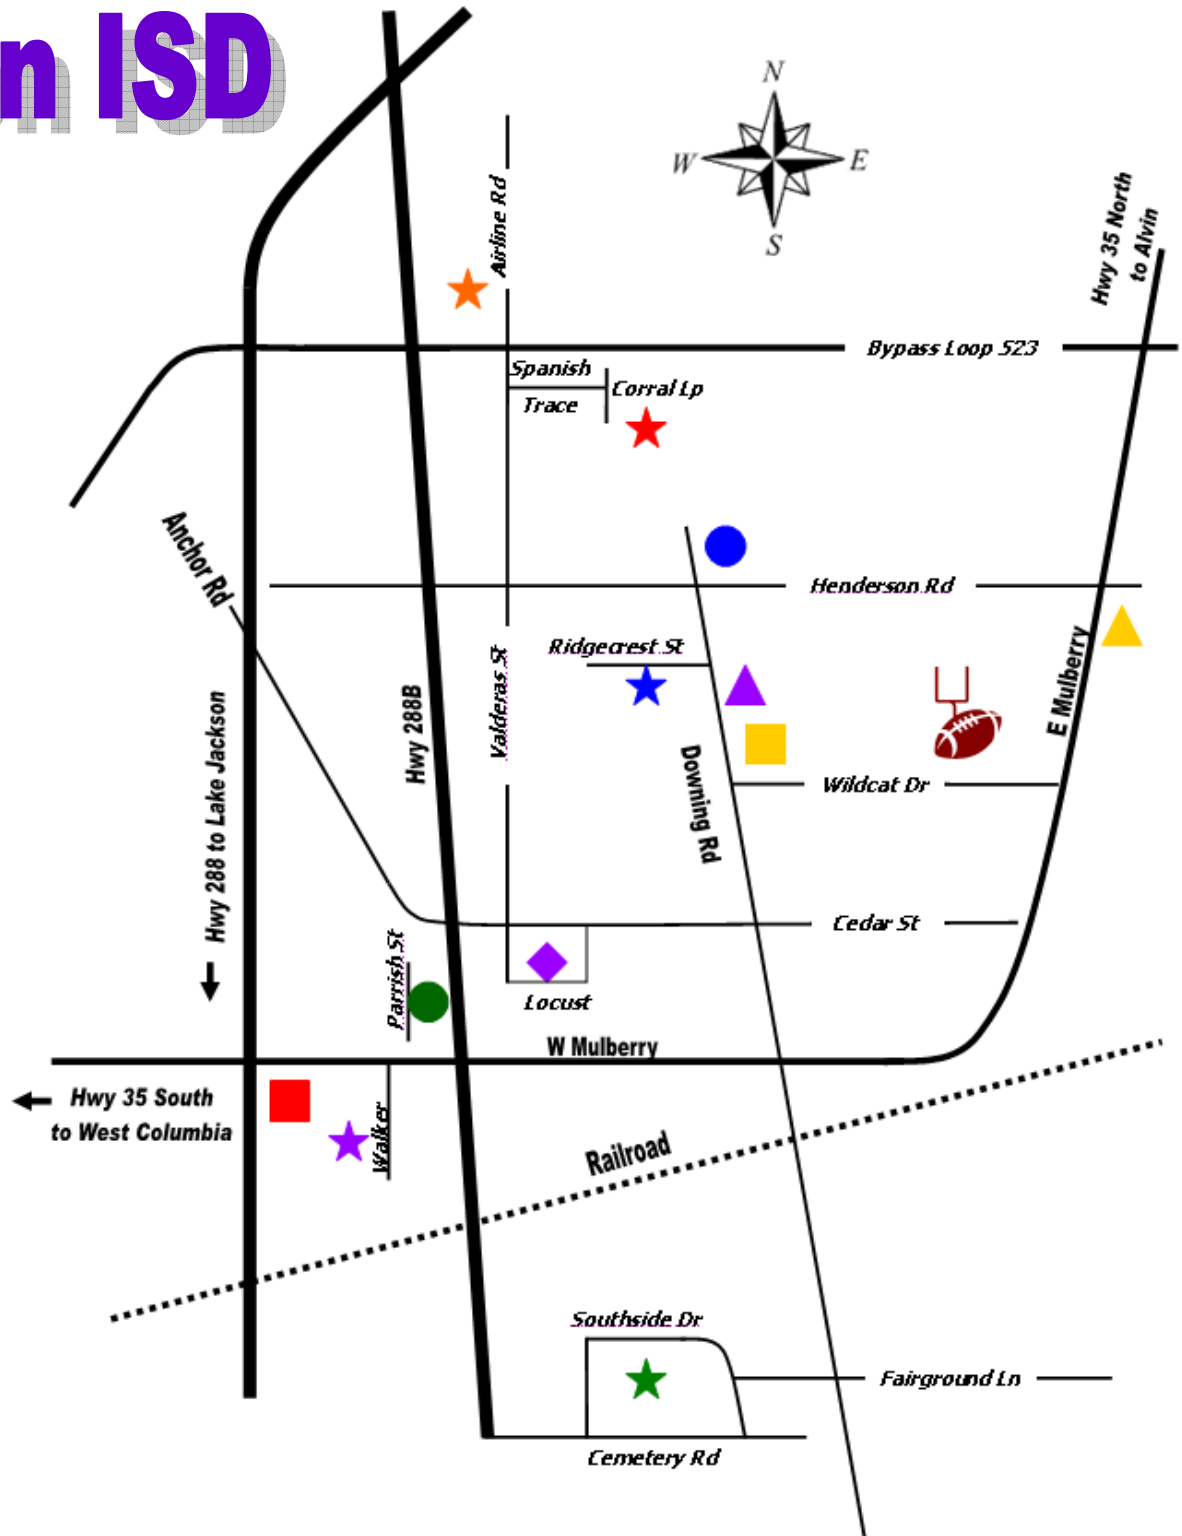 n ISD
N
W
E
S
Airline Rd
Hwy 35 North
to Alvin
Bypass Loop 523
Spanish
Trace
Corral Lp
Anchor Rd
Henderson Rd
Ridgecrest St
Valderas St
Hwy 288B
E Mulberry
Hwy 288 to Lake Jackson
Downing Rd
Wildcat Dr
Cedar St
Parrish St
Locust
W Mulberry
Hwy 35 South
to West Columbia
Walker
Railroad
Southside Dr
Fairground Ln
Cemetery Rd